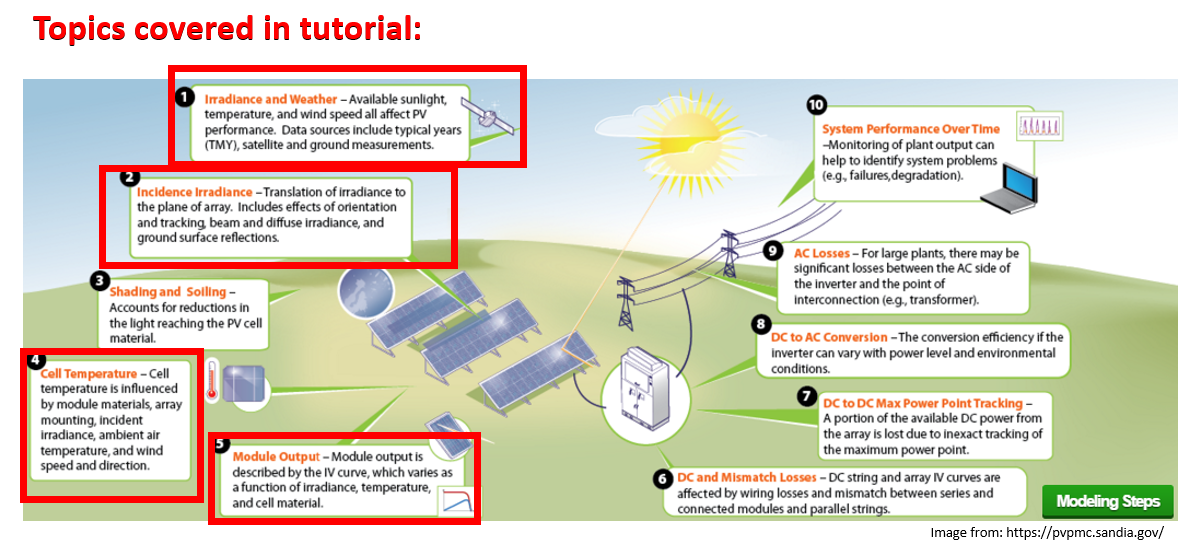 Topics covered in tutorial:
1
Irradiance and Weather – Available sunlight,
temperature, and wind speed all affect PV
performance. Data sources include typical years
(TMY), satellite and ground measurements.
2
Incidence Irradiance – Translation of irradiance to
the plane of array. Includes effects of orientation
and tracking, beam and diffuse irradiance, and
ground surface reflections.
3
Shading and Soiling –
Accounts for reductions in
the light reaching the PV cell
material.
4
Cell Temperature – Cell
temperature is influenced
by module materials, array
mounting, incident
irradiance, ambient air
temperature, and wind
speed and direction.
5
Module Output – Module output is
described by the IV curve, which varies as
a function of irradiance, temperature,
and cell material.
6
DC and Mismatch Losses – DC string and array IV curves are
affected by wiring losses and mismatch between series and
connected modules and parallel strings.
7
DC to DC Max Power Point Tracking –
A portion of the available DC power from
the array is lost due to inexact tracking of
the maximum power point.
8
DC to AC Conversion – The conversion efficiency if the
inverter can vary with power level and environmental
conditions.
9
AC Losses – For large plants, there may be
significant losses between the AC side of
the inverter and the point of
interconnection (e.g., transformer).
10
System Performance Over Time
–Monitoring of plant output can
help to identify system problems
(e.g., failures,degradation).
Modeling Steps
Image from: https://pvpmc.sandia.gov/